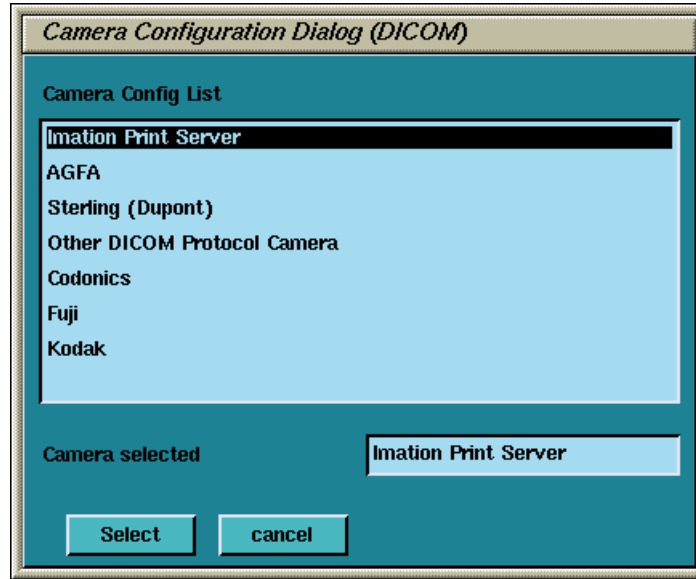 Camera Configuration Dialog (DICOM)
Camera Config List
Imation Print Server
AGFA
Sterling (Dupont)
Other DICOM Protocol Camera
Codonics
Fuji
Kodak
Camera selected Imation Print Server
Select cancel